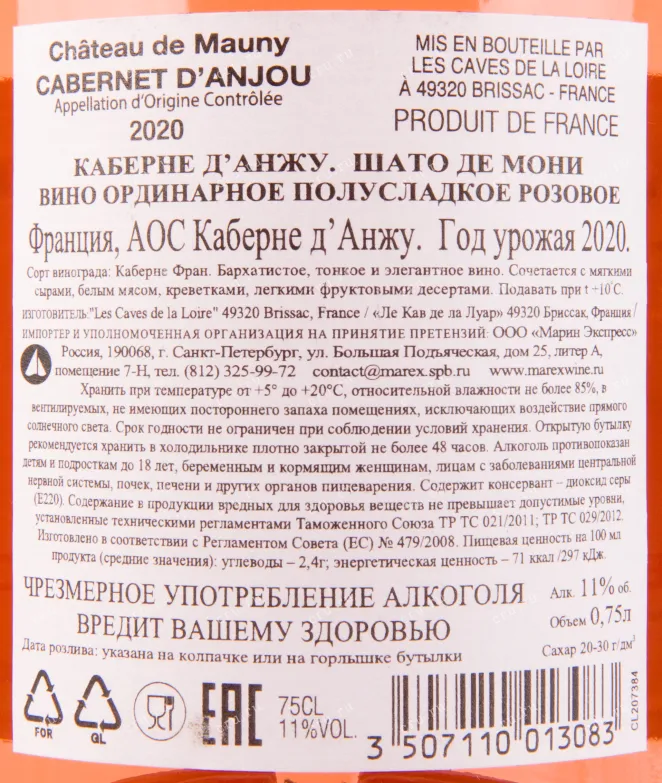 Château de Mauny
CABERNET D'ANJOU
Appellation d'Origine Contrôlée
2020
MIS EN BOUTEILLE PAR
LES CAVES DE LA LOIRE
À 49320 BRISSAC - FRANCE
PRODUIT DE FRANCE
КАБЕРНЕ Д'АНЖУ. ШАТО ДЕ МОНИ
ВИНО ОРДИНАРНОЕ ПОЛУСЛАДКОЕ РОЗОВОЕ
Франция, АОС Каберне д'Анжу. Год урожая 2020.
Сорт винограда: Каберне Фран. Бархатистое, тонкое и элегантное вино. Сочетается с мягкими
сырами, белым мясом, креветками, легкими фруктовыми десертами. Подавать при t +10°C.
ИЗГОТОВИТЕЛЬ:"Les Caves de la Loire" 49320 Brissac, France / «Ле Кав де ла Луар» 49320 Бриссак, Франция /
ИМПОРТЕР И УПОЛНОМОЧЕННАЯ ОРГАНИЗАЦИЯ НА ПРИНЯТИЕ ПРЕТЕНЗИЙ: ООО «Марин Экспресс»
Россия, 190068, г. Санкт-Петербург, ул. Большая Подъяческая, дом 25, литер А,
помещение 7-Н, тел. (812) 325-99-72 contact@marex.spb.ru www.marexwine.ru
Хранить при температуре от +5° до +20°C, относительной влажности не более 85%, в
вентилируемых, не имеющих постороннего запаха помещениях, исключающих воздействие прямого
солнечного света. Срок годности не ограничен при соблюдении условий хранения. Открытую бутылку
рекомендуется хранить в холодильнике плотно закрытой не более 48 часов. Алкоголь противопоказан
детям и подросткам до 18 лет, беременным и кормящим женщинам, лицам с заболеваниями центральной
нервной системы, почек, печени и других органов пищеварения. Содержит консервант – диоксид серы
(Е220). Содержание в продукции вредных для здоровья веществ не превышает допустимые уровни,
установленные техническими регламентами Таможенного Союза ТР ТС 021/2011; ТР ТС 029/2012.
Изготовлено в соответствии с Регламентом Совета (ЕС) № 479/2008. Пищевая ценность на 100 мл
продукта (средние значения): углеводы – 2,4г; энергетическая ценность – 71 ккал /297 кДж.
ЧРЕЗМЕРНОЕ УПОТРЕБЛЕНИЕ АЛКОГОЛЯ
ВРЕДИТ ВАШЕМУ ЗДОРОВЬЮ
Алк. 11% об.
Объем 0,75л
Сахар 20-30 г/дм³
Дата розлива: указана на колпачке или на горлышке бутылки
FOR
GL
EAC
75CL
11%VOL.
3 507110 013083
CL207384